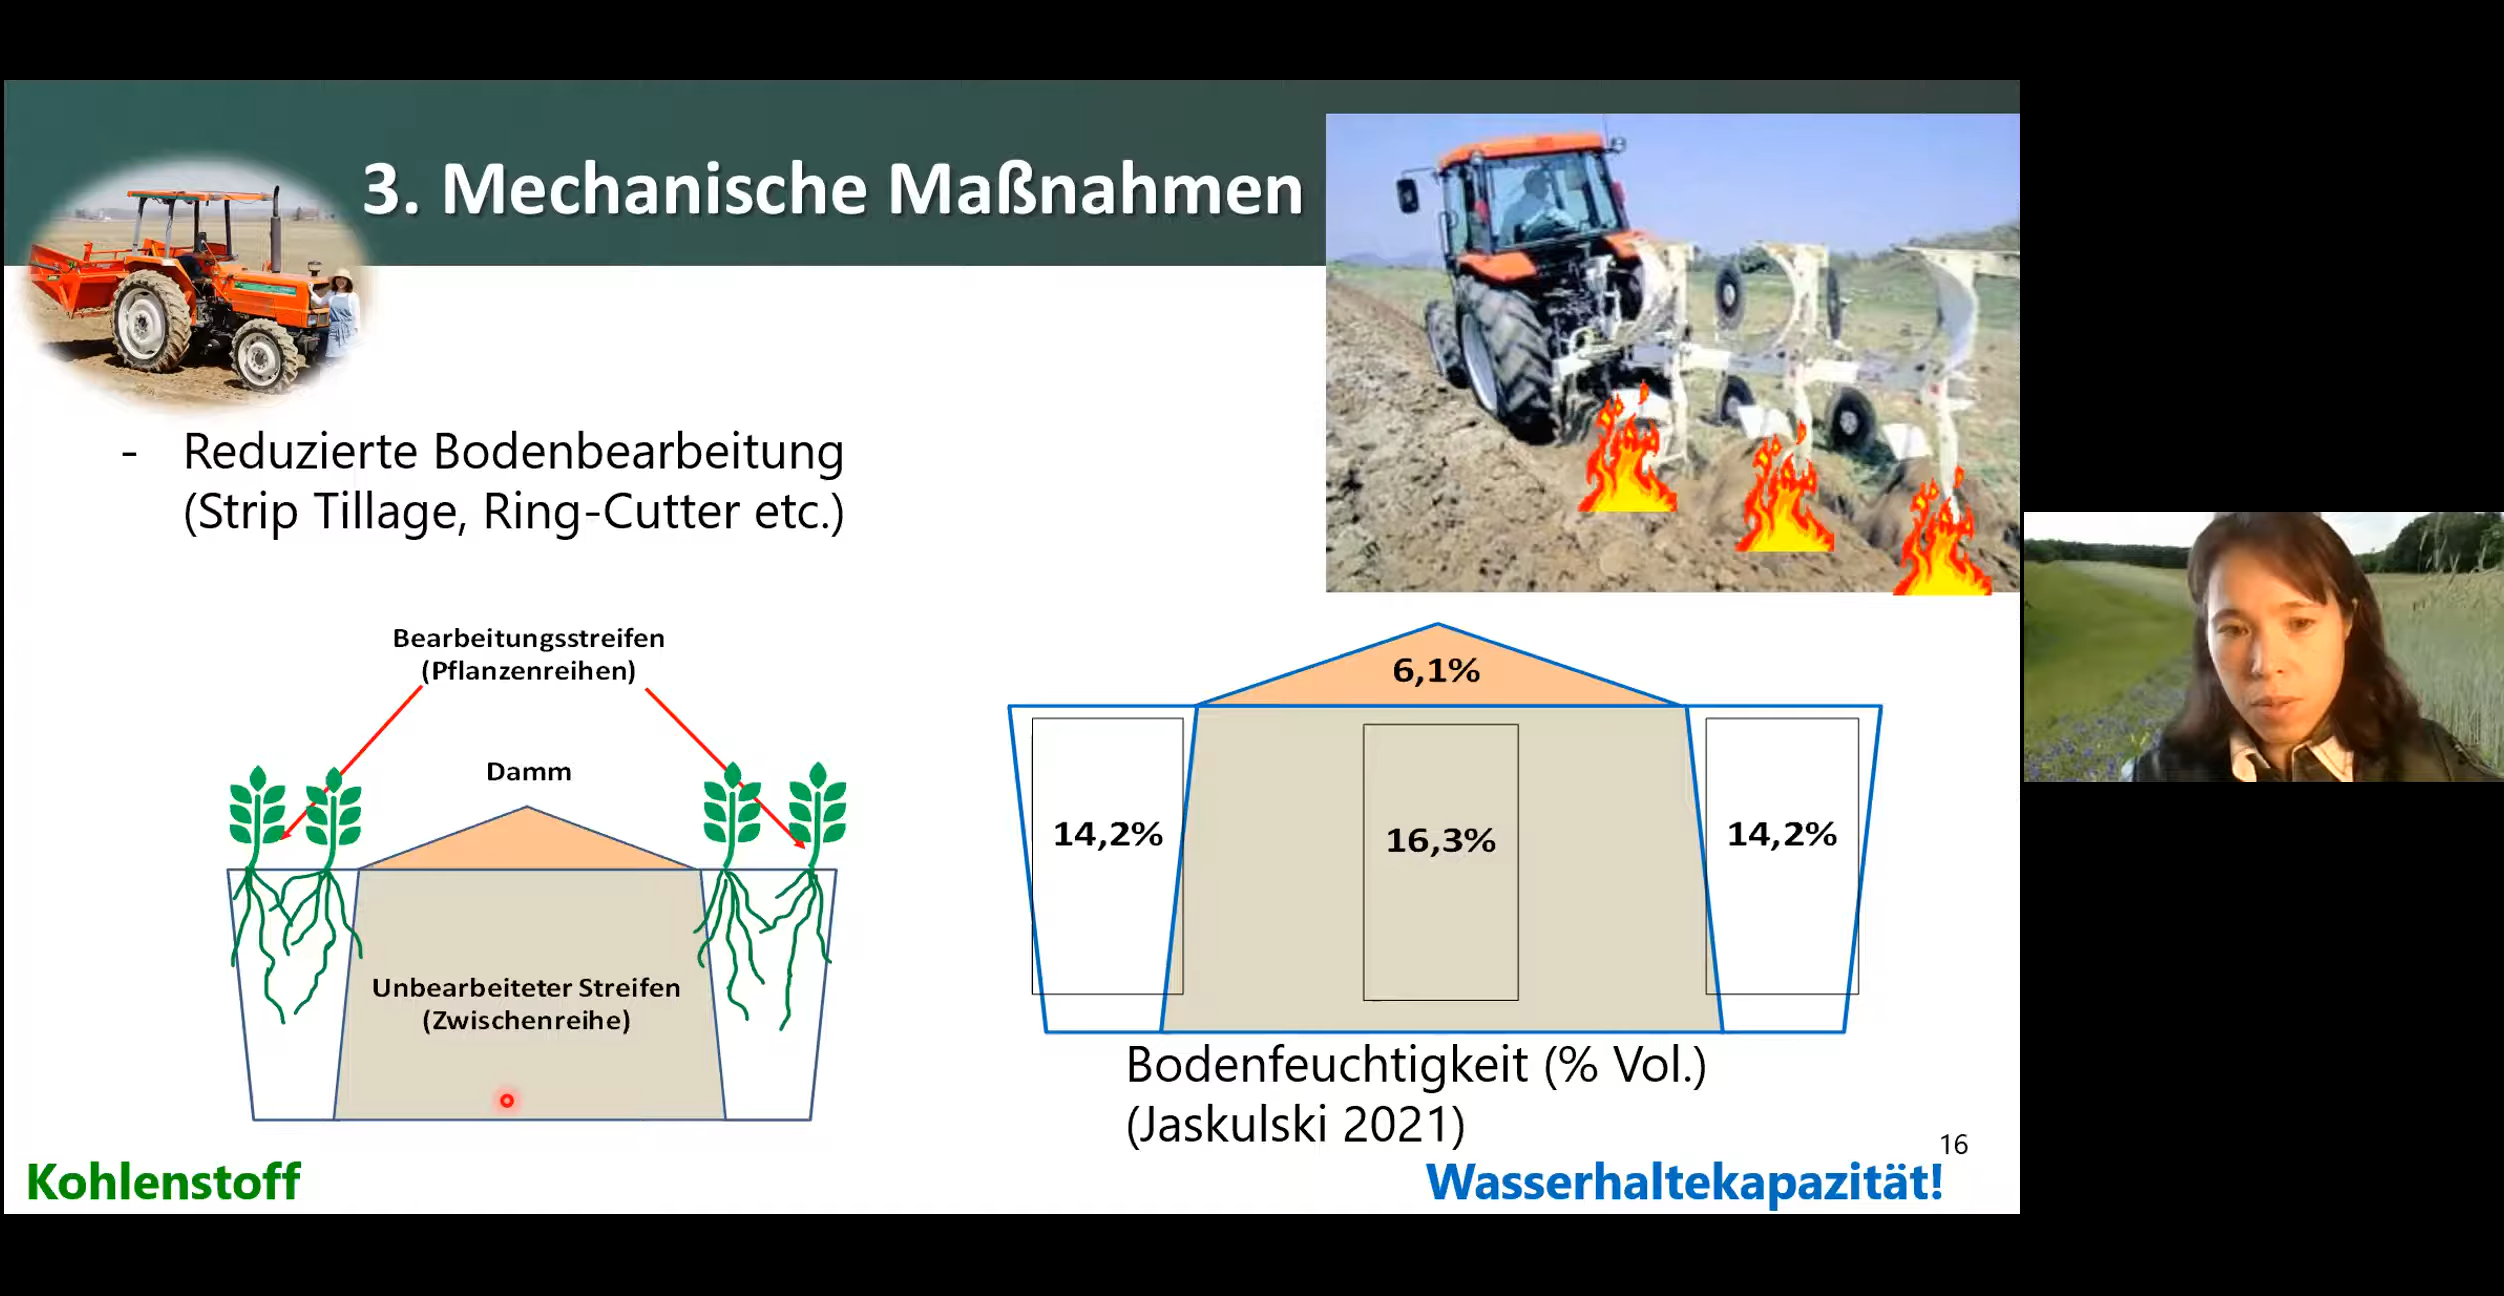 3. Mechanische Maßnahmen
- Reduzierte Bodenbearbeitung
(Strip Tillage, Ring-Cutter etc.)
Bearbeitungsstreifen
(Pflanzenreihen)
Damm
Unbearbeiteter Streifen
(Zwischenreihe)
6,1%
14,2%
16,3%
14,2%
Bodenfeuchtigkeit (% Vol.)
(Jaskulski 2021)
16
Kohlenstoff
Wasserhaltekapazität!